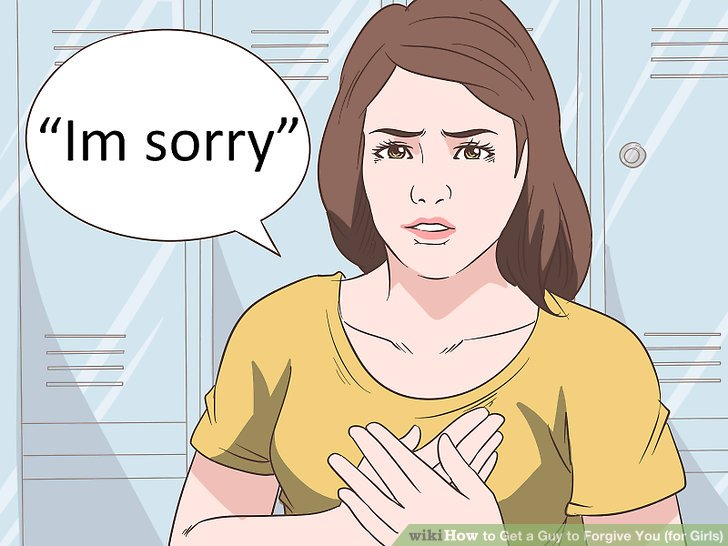 “Im sorry”
wikiHow to Get a Guy to Forgive You (for Girls)